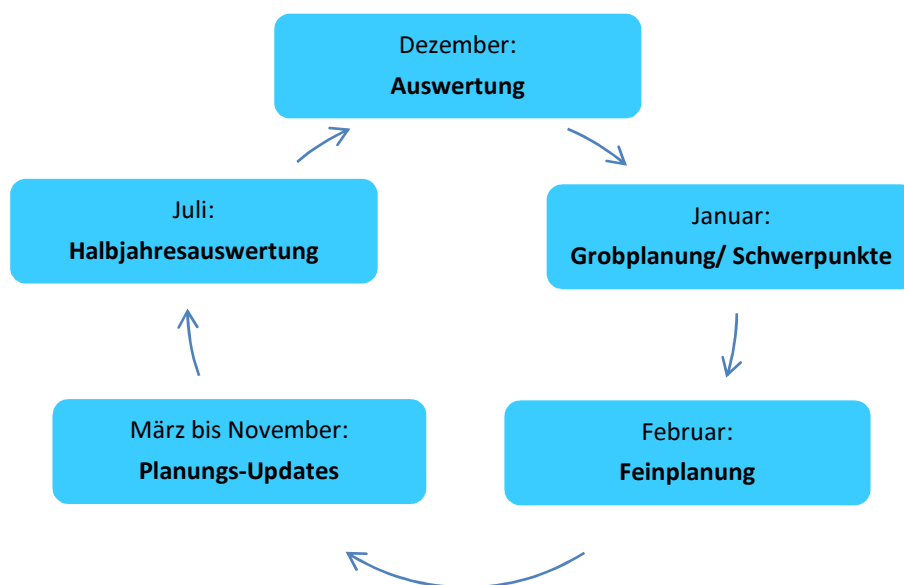 Dezember:
Auswertung
Juli:
Halbjahresauswertung
Januar:
Grobplanung/ Schwerpunkte
März bis November:
Planungs-Updates
Februar:
Feinplanung